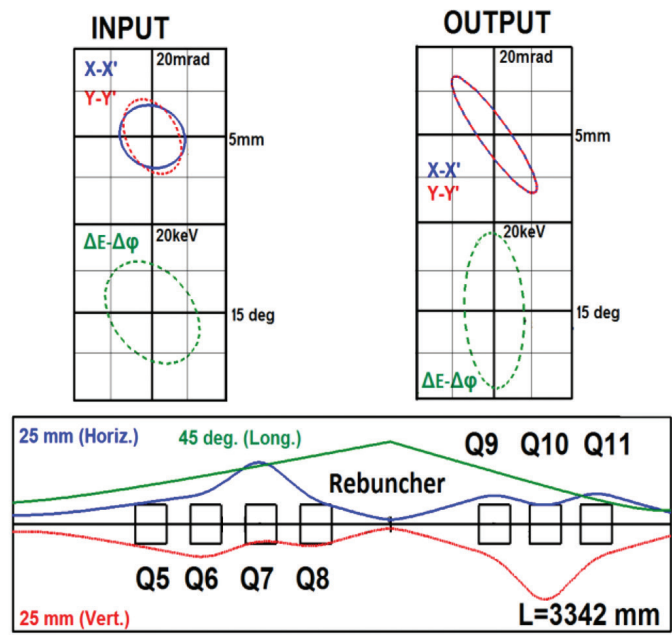 INPUT
OUTPUT
20mrad
X-X'
Y-Y'
5mm
20keV
ΔE-Δφ
15 deg
20mrad
5mm
X-X'
Y-Y'
20keV
15 deg
ΔE-Δφ
25 mm (Horiz.)
45 deg. (Long.)
Q9
Q10
Q11
Rebuncher
Q5
Q6
Q7
Q8
25 mm (Vert.)
L=3342 mm